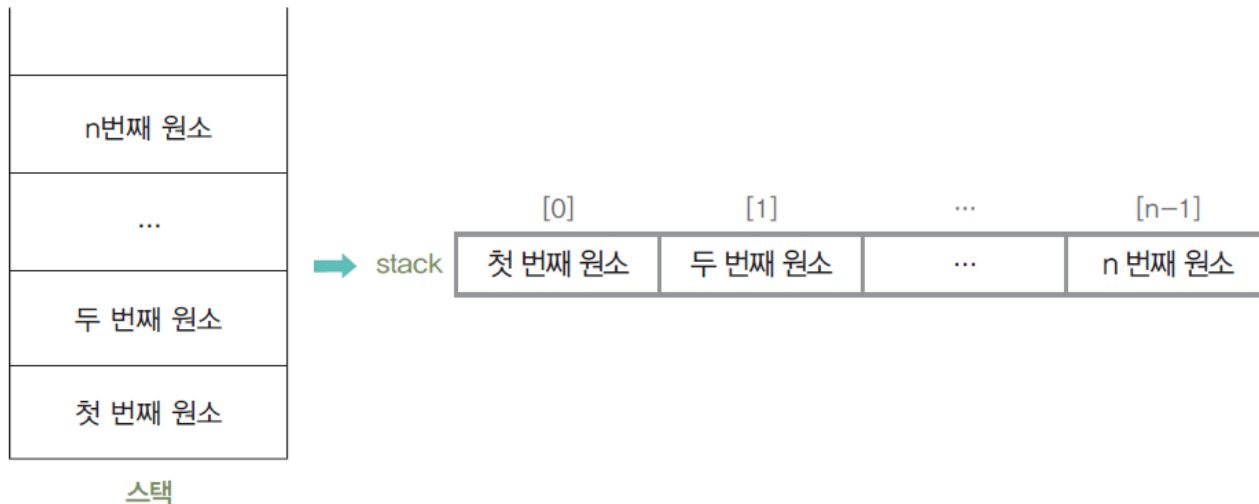 n번째 원소
...
두 번째 원소
첫 번째 원소
스택
[0] [1] ... [n-1]
stack 첫 번째 원소 두 번째 원소 ... n 번째 원소